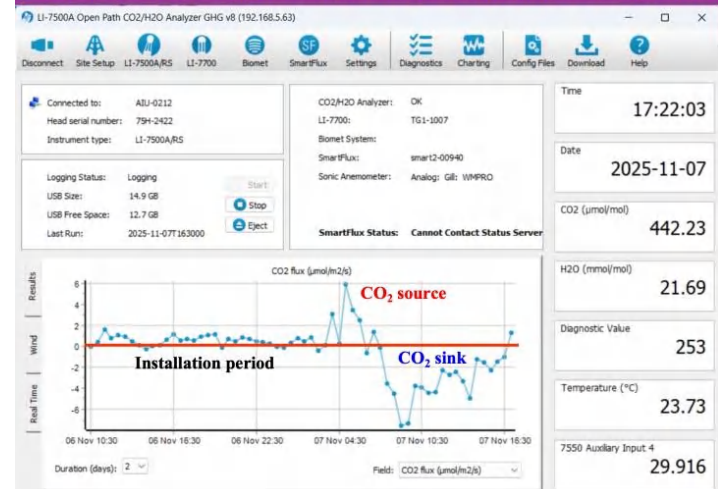 LI-7500A Open Path CO2/H2O Analyzer GHG v8 (192.168.5.63)
Disconnect Site Setup LI-7500A/RS LI-7700 Biomet SmartFlux Settings Diagnostics Charting Config Files Download Help
Connected to: AIU-0212
Head serial number: 75H-2422
Instrument type: LI-7500A/RS
Logging Status: Logging
Start
USB Size: 14.9 GB
Stop
USB Free Space: 12.7 GB
Eject
Last Run: 2025-11-07T163000
CO2/H2O Analyzer: OK
LI-7700: TG1-1007
Biomet System:
SmartFlux: smart2-00940
Sonic Anemometer: Analog: Gill: WMPRO
SmartFlux Status: Cannot Contact Status Server
Time
17:22:03
Date
2025-11-07
CO2 (μmol/mol)
442.23
H2O (mmol/mol)
21.69
Diagnostic Value
253
Temperature (°C)
23.73
7550 Auxiliary Input 4
29.916
Results
Wind
Real Time
CO2 flux (μmol/m2/s)
6
4
2
0
-2
-4
-6
CO₂ source
Installation period
CO₂ sink
06 Nov 10:30 06 Nov 16:30 06 Nov 22:30 07 Nov 04:30 07 Nov 10:30 07 Nov 16:30
Duration (days): 2
Field: CO2 flux (μmol/m2/s)